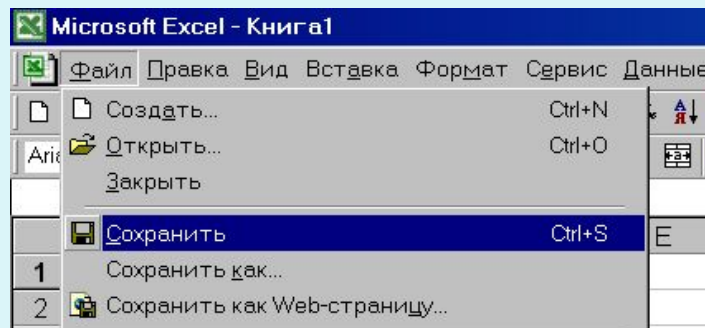 Microsoft Excel - Книга1
Файл Правка Вид Вставка Формат Сервис Данные
Создать... Ctrl+N
Открыть... Ctrl+O
Закрыть
Сохранить Ctrl+S E
1 Сохранить как...
2 Сохранить как Web-страницу...